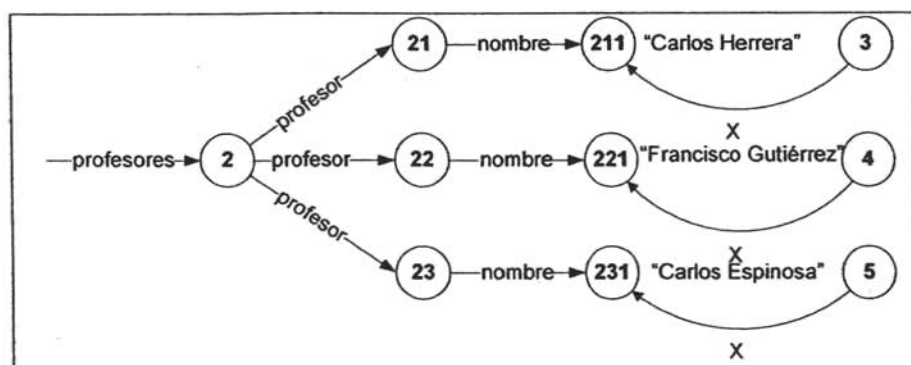 21 nombre 211 "Carlos Herrera" 3
profesor
X
profesores 2 profesor 22 nombre 221 "Francisco Gutiérrez" 4
profesor
X
23 nombre 231 "Carlos Espinosa" 5
X